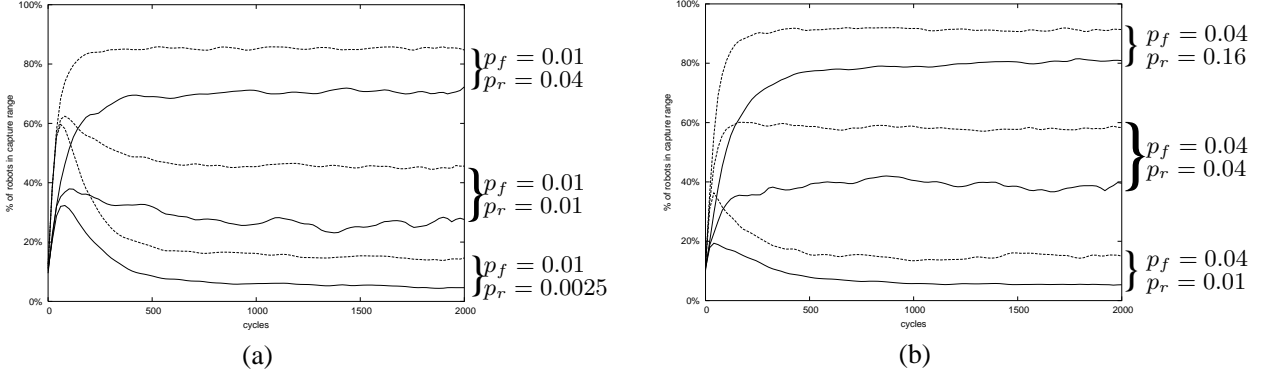 100%
80%
60%
40%
20%
0%
% of robots in capture range
0 500 1000 1500 2000
cycles
p_f = 0.01
p_r = 0.04
p_f = 0.01
p_r = 0.01
p_f = 0.01
p_r = 0.0025
(a)
100%
80%
60%
40%
20%
0%
% of robots in capture range
0 500 1000 1500 2000
cycles
p_f = 0.04
p_r = 0.16
p_f = 0.04
p_r = 0.04
p_f = 0.04
p_r = 0.01
(b)